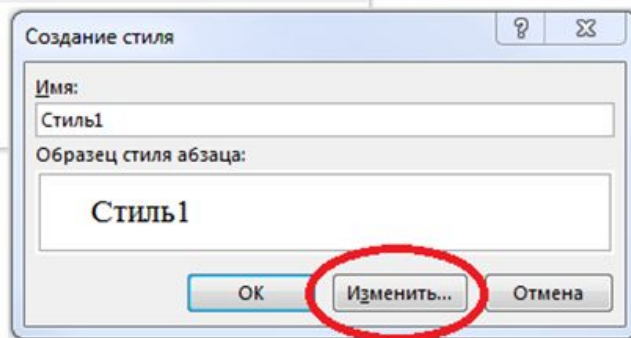 Создание стиля
Имя:
Стиль1
Образец стиля абзаца:
Стиль1
ОК
Изменить...
Отмена